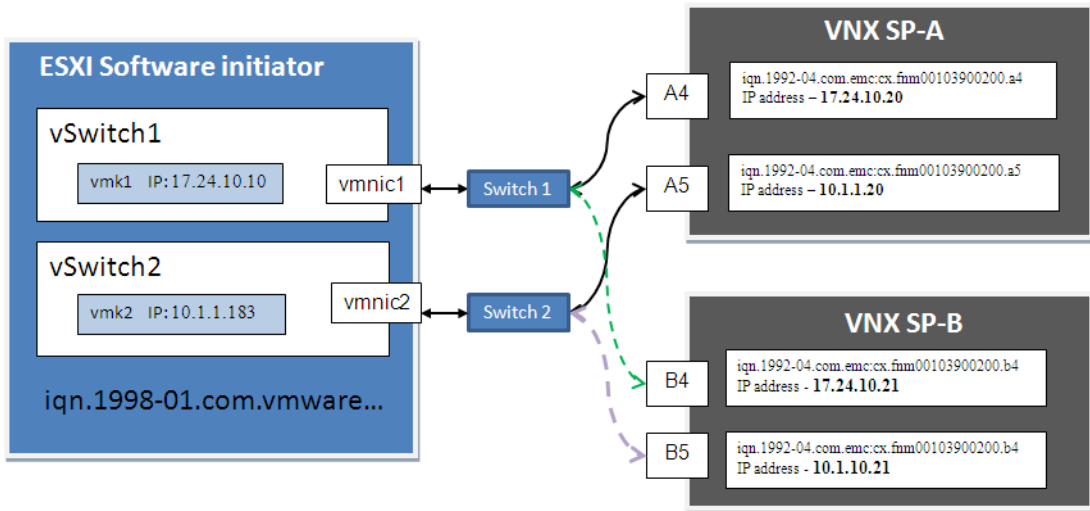 ESXI Software initiator
vSwitch1
vmk1 IP:17.24.10.10
vmnic1
vSwitch2
vmk2 IP:10.1.1.183
vmnic2
iqn.1998-01.com.vmware...
Switch 1
Switch 2
VNX SP-A
A4
iqn.1992-04.com.emc:cx.fnm00103900200.a4
IP address – 17.24.10.20
A5
iqn.1992-04.com.emc:cx.fnm00103900200.a5
IP address – 10.1.1.20
VNX SP-B
B4
iqn.1992-04.com.emc:cx.fnm00103900200.b4
IP address - 17.24.10.21
B5
iqn.1992-04.com.emc:cx.fnm00103900200.b4
IP address - 10.1.10.21